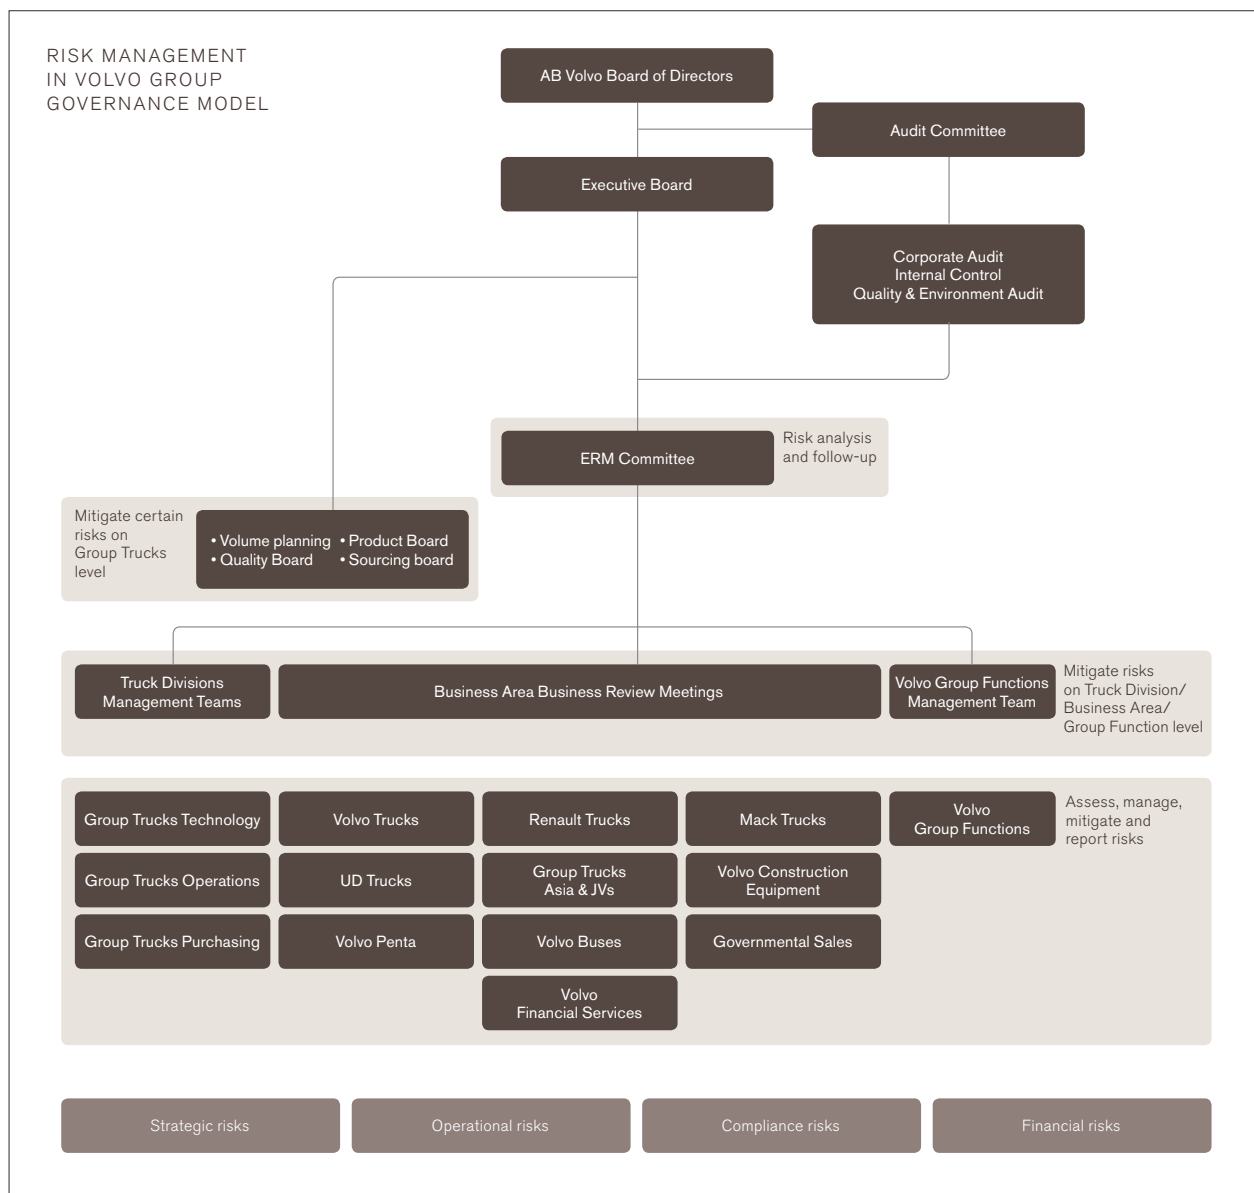 RISK MANAGEMENT
IN VOLVO GROUP
GOVERNANCE MODEL
AB Volvo Board of Directors
Audit Committee
Executive Board
Corporate Audit
Internal Control
Quality & Environment Audit
ERM Committee
Risk analysis
and follow-up
Mitigate certain
risks on
Group Trucks
level
• Volume planning • Product Board
• Quality Board • Sourcing board
Truck Divisions
Management Teams
Business Area Business Review Meetings
Volvo Group Functions
Management Team
Mitigate risks
on Truck Division/
Business Area/
Group Function level
Group Trucks Technology
Volvo Trucks
Renault Trucks
Mack Trucks
Volvo
Group Functions
Assess, manage,
mitigate and
report risks
Group Trucks Operations
UD Trucks
Group Trucks
Asia & JVs
Volvo Construction
Equipment
Group Trucks Purchasing
Volvo Penta
Volvo Buses
Governmental Sales
Volvo
Financial Services
Strategic risks
Operational risks
Compliance risks
Financial risks